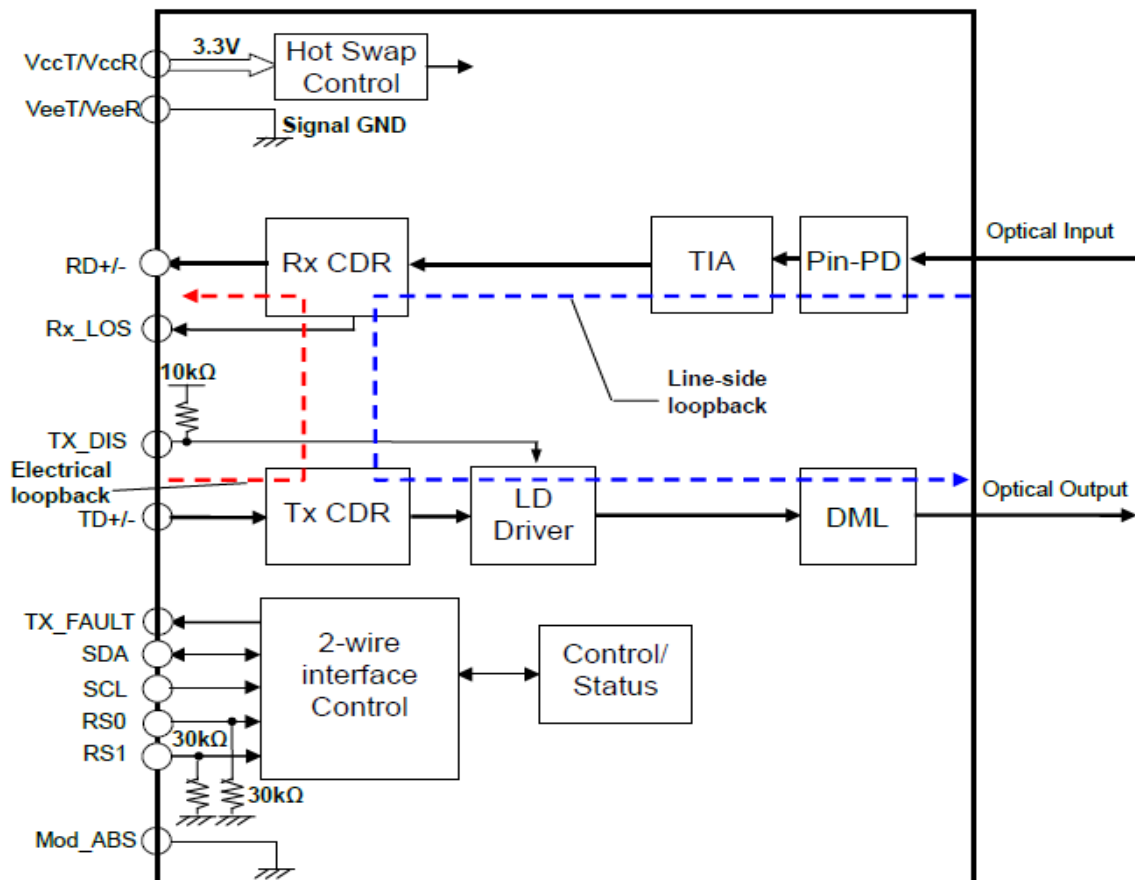 VccT/VccR
3.3V
Hot Swap
Control
VeeT/VeeR
Signal GND
Optical Input
RD+/-
Rx CDR
TIA
Pin-PD
Rx_LOS
10kΩ
Line-side
loopback
TX_DIS
Electrical
loopback
TD+/-
Tx CDR
LD
Driver
DML
Optical Output
TX_FAULT
SDA
SCL
RS0
RS1
2-wire
interface
Control
Control/
Status
30kΩ
30kΩ
Mod_ABS